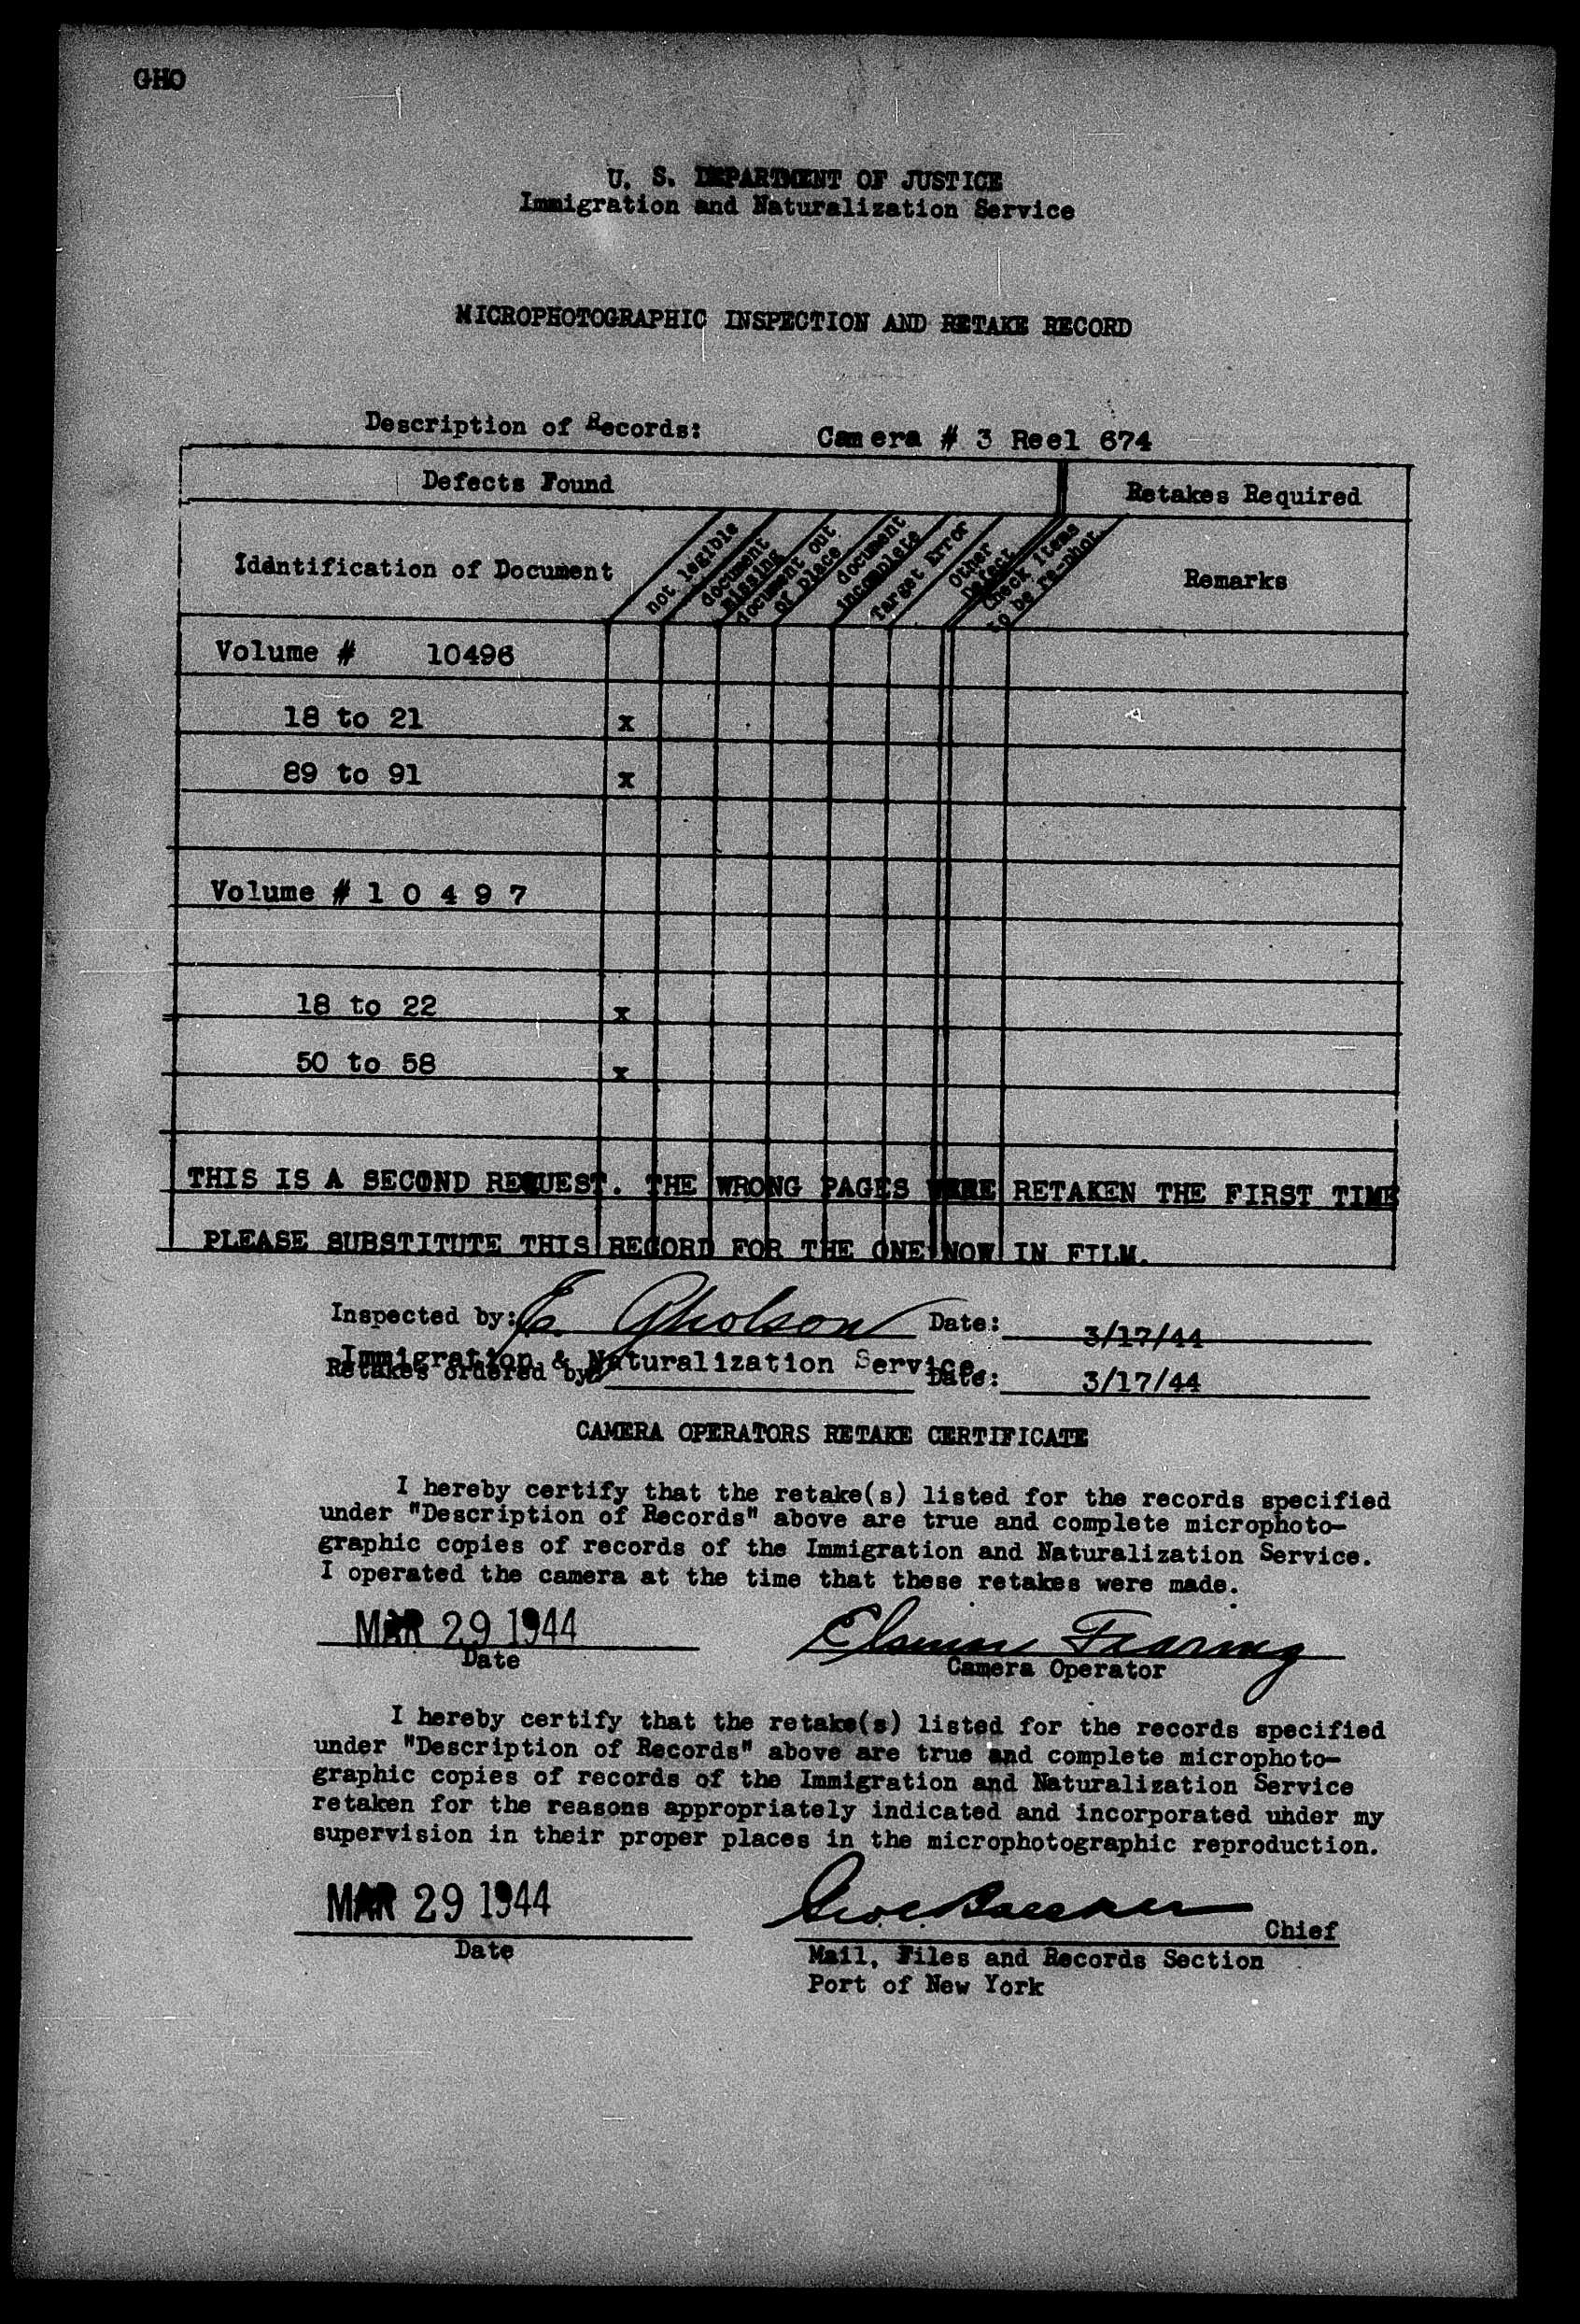 GHO
U. S. DEPARTMENT OF JUSTICE
Immigration and Naturalization Service
MICROPHOTOGRAPHIC INSPECTION AND RETAKE RECORD
Description of Records: Camera # 3 Reel 674
Defects Found
Retakes Required
Identification of Document
not legible
document missing
document out of place
document incomplete
Target Error
Other Defect
Check items to be re-phot.
Remarks
Volume # 10496
18 to 21 x
89 to 91 x
Volume # 1 0 4 9 7
18 to 22 x
50 to 58 x
THIS IS A SECOND REQUEST. THE WRONG PAGES WERE RETAKEN THE FIRST TIME
PLEASE SUBSTITUTE THIS RECORD FOR THE ONE NOW IN FILM.
Inspected by: E. Gholson Date: 3/17/44
Immigration & Naturalization Service
Retakes ordered by Date: 3/17/44
CAMERA OPERATORS RETAKE CERTIFICATE
I hereby certify that the retake(s) listed for the records specified
under "Description of Records" above are true and complete microphoto-
graphic copies of records of the Immigration and Naturalization Service.
I operated the camera at the time that these retakes were made.
MAR 29 1944
Date
Fearing
Camera Operator
I hereby certify that the retake(s) listed for the records specified
under "Description of Records" above are true and complete microphoto-
graphic copies of records of the Immigration and Naturalization Service
retaken for the reasons appropriately indicated and incorporated under my
supervision in their proper places in the microphotographic reproduction.
MAR 29 1944
Date
Chief
Mail, Files and Records Section
Port of New York